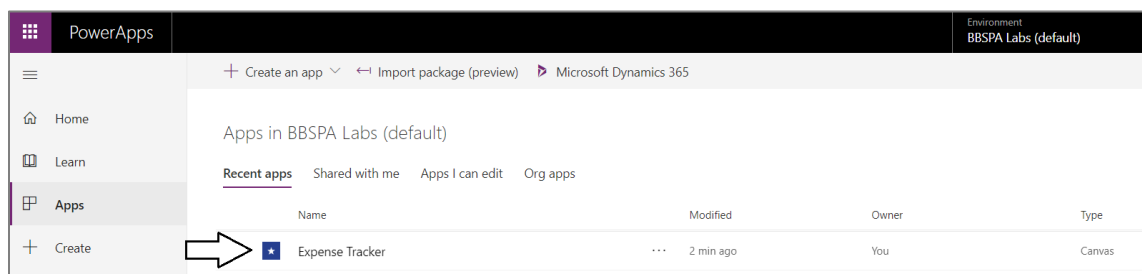 PowerApps
Environment
BBSPA Labs (default)
Create an app
Import package (preview)
Microsoft Dynamics 365
Home
Learn
Apps
Create
Apps in BBSPA Labs (default)
Recent apps
Shared with me
Apps I can edit
Org apps
Name
Modified
Owner
Type
Expense Tracker
...
2 min ago
You
Canvas